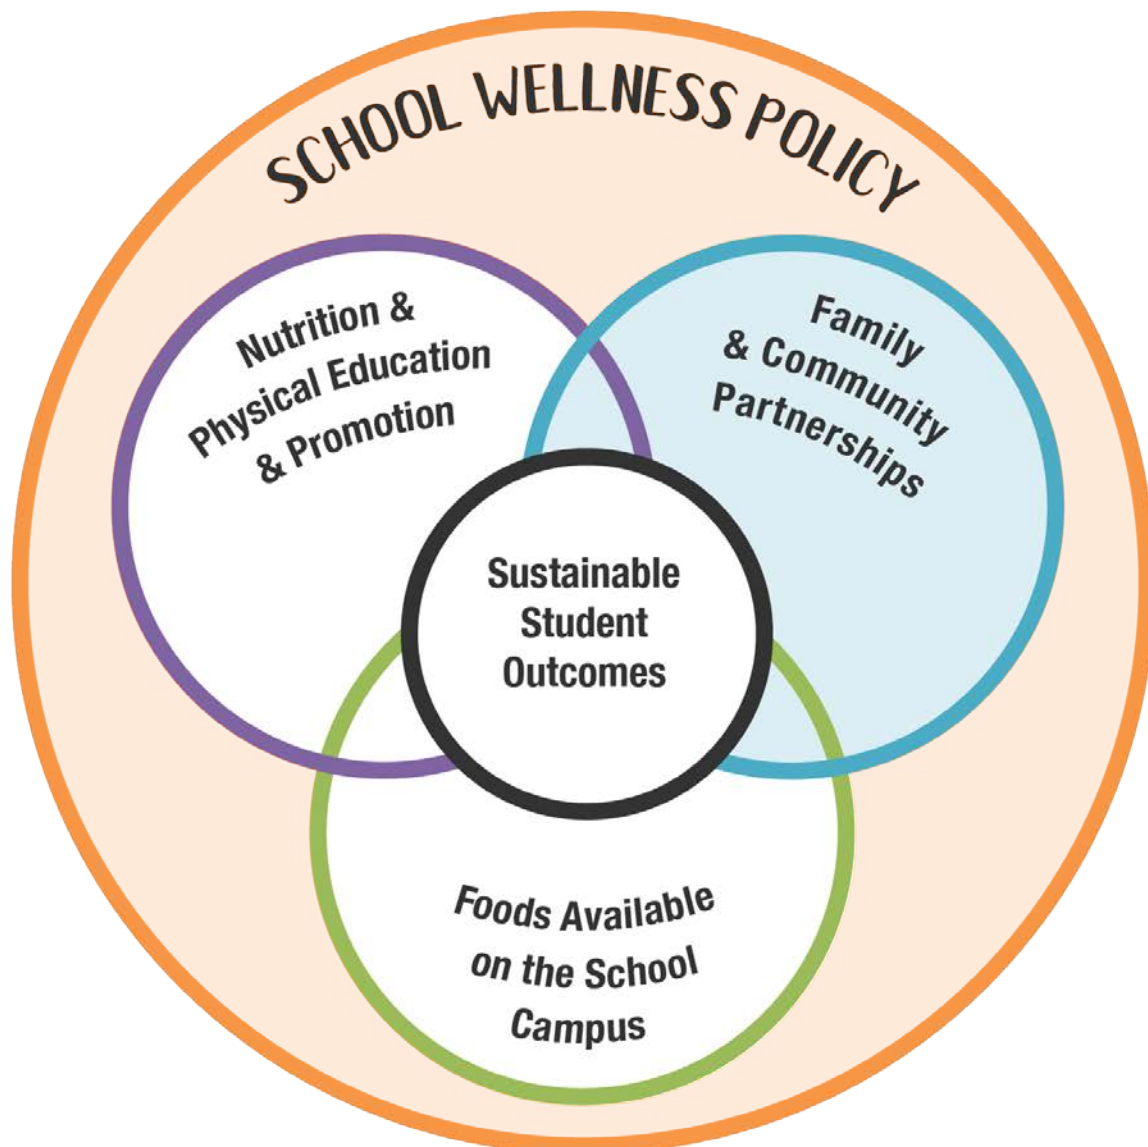 SCHOOL WELLNESS POLICY
Nutrition &
Physical Education
& Promotion
Family
& Community
Partnerships
Sustainable
Student
Outcomes
Foods Available
on the School
Campus